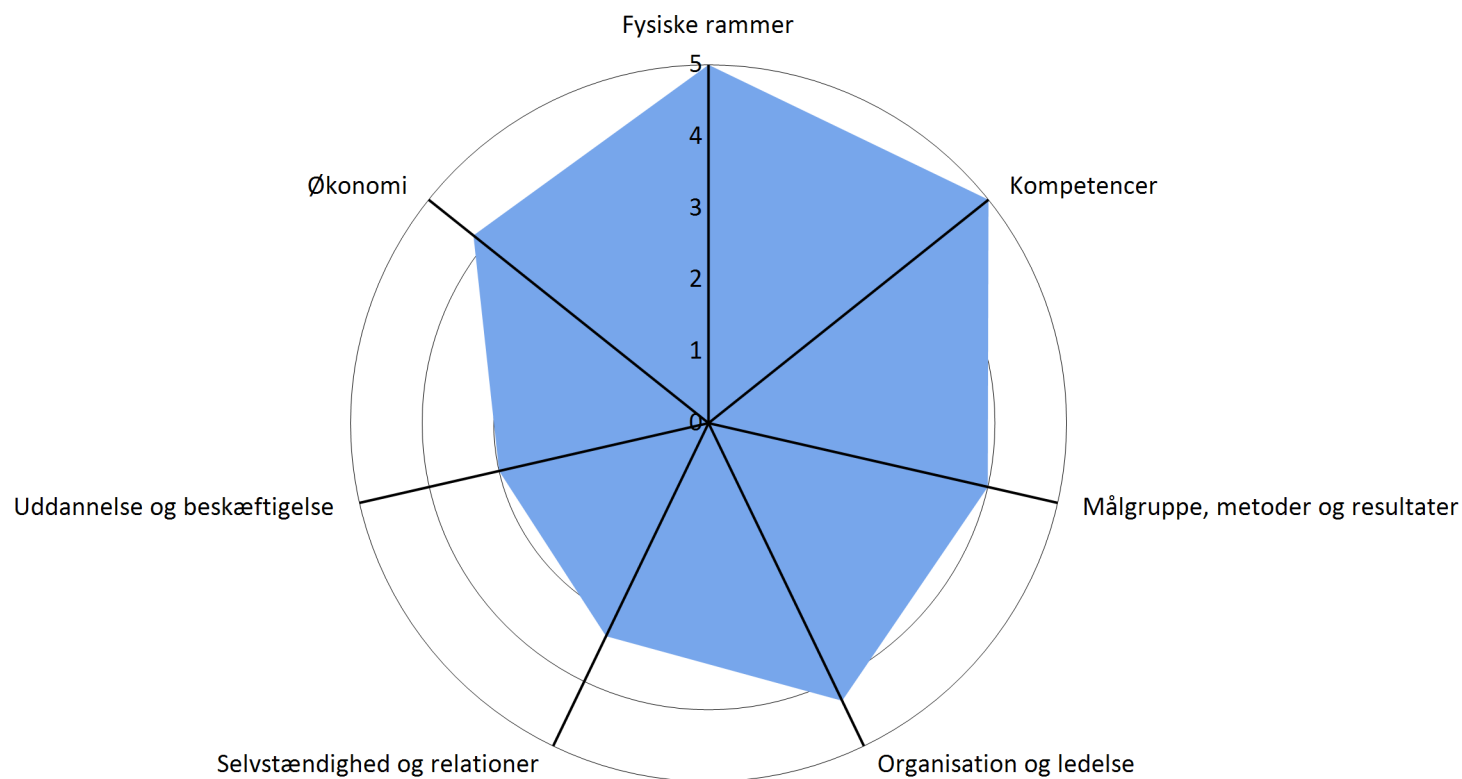 Fysiske rammer
5
4
Økonomi
Kompetencer
3
2
1
0
Uddannelse og beskæftigelse
Målgruppe, metoder og resultater
Selvstændighed og relationer
Organisation og ledelse